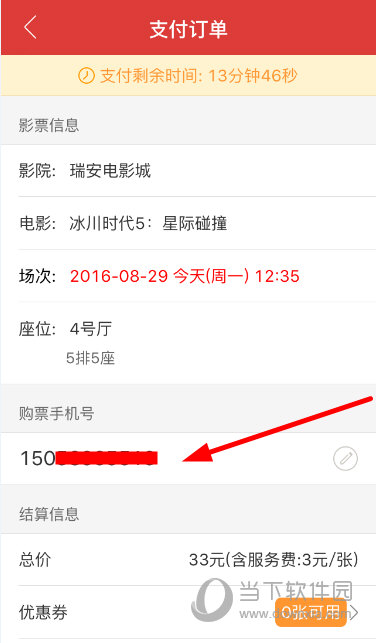 支付订单
支付剩余时间: 13分钟46秒
影票信息
影院: 瑞安电影城
电影: 冰川时代5：星际碰撞
场次: 2016-08-29 今天(周一) 12:35
座位: 4号厅
5排5座
购票手机号
150
结算信息
总价 33元(含服务费:3元/张)
优惠券 0张可用
当下软件园